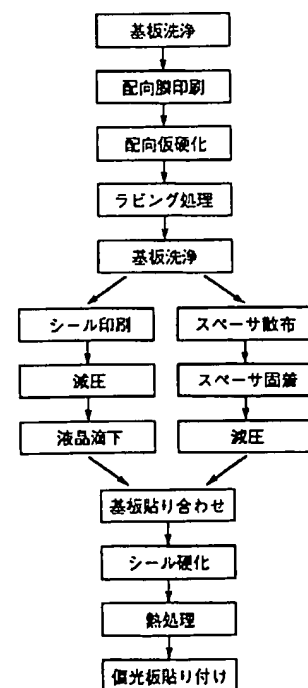 基板洗浄
配向膜印刷
配向仮硬化
ラビング処理
基板洗浄
シール印刷
減圧
液晶滴下
スペーサ散布
スペーサ固着
減圧
基板貼り合わせ
シール硬化
熱処理
偏光板貼り付け